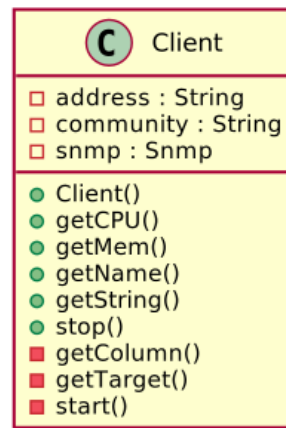 C Client
address : String
community : String
snmp : Snmp
Client()
getCPU()
getMem()
getName()
getString()
stop()
getColumn()
getTarget()
start()